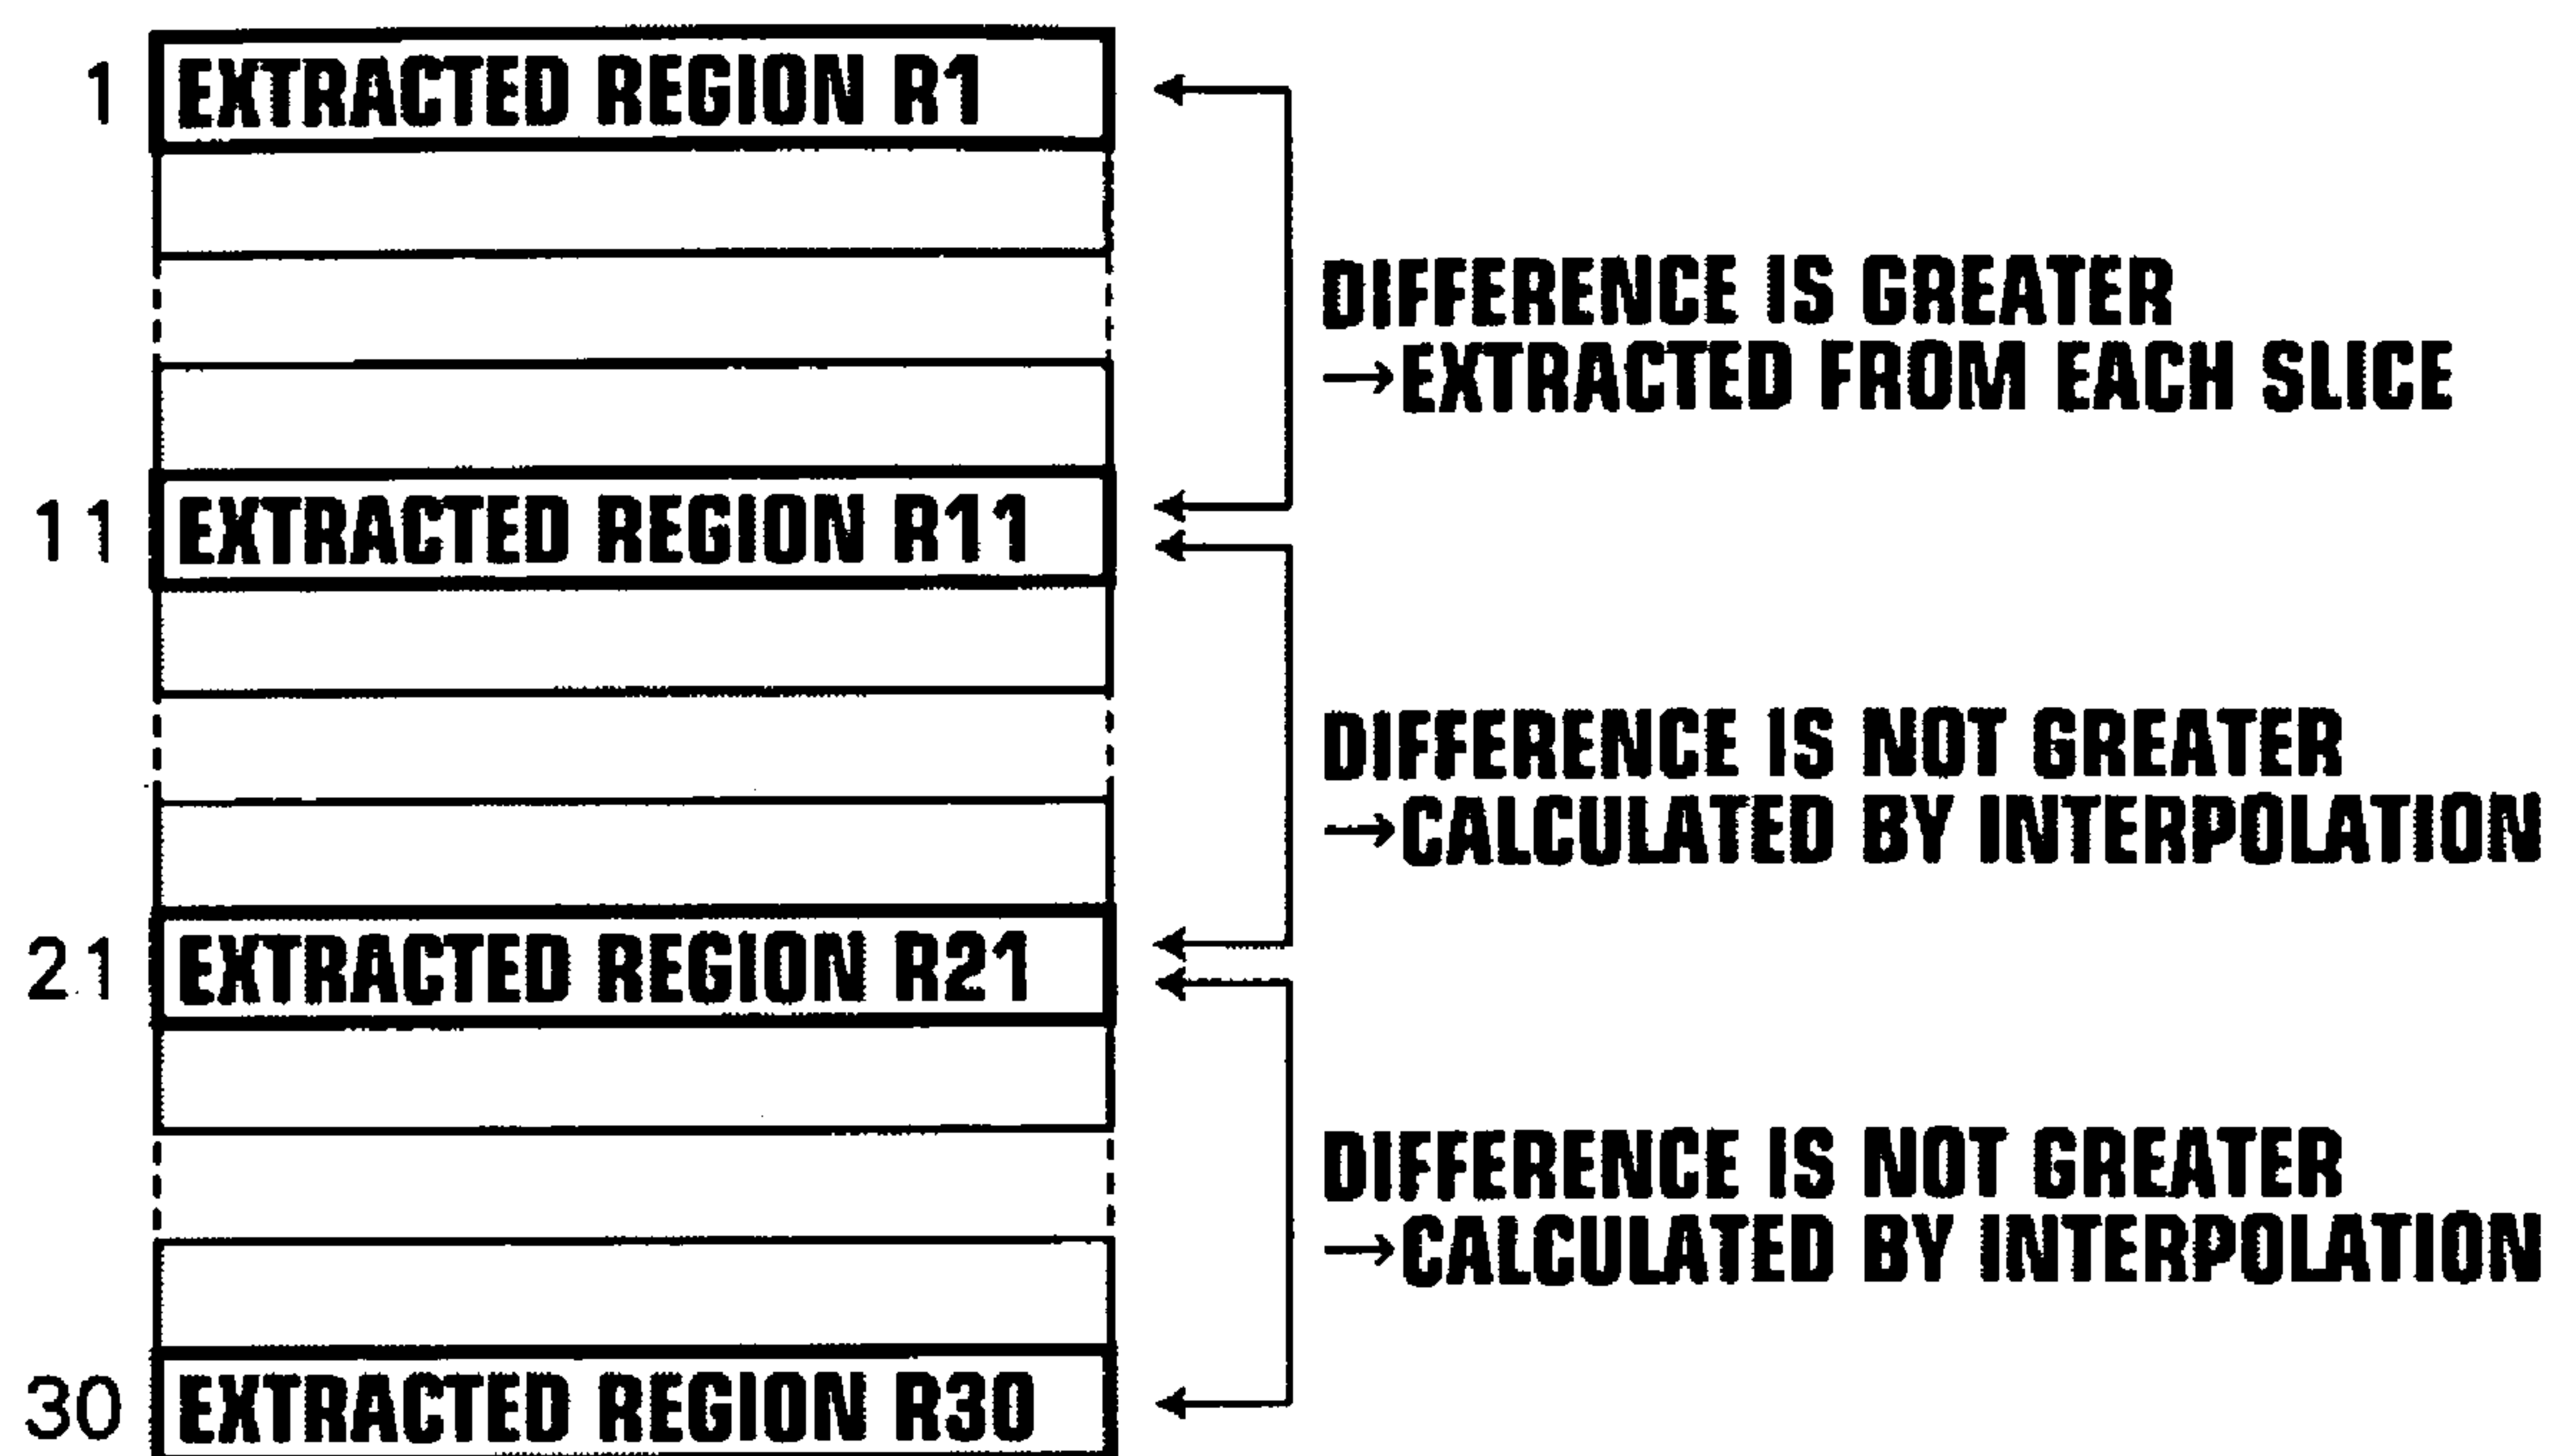 1 EXTRACTED REGION R1
DIFFERENCE IS GREATER
→EXTRACTED FROM EACH SLICE
11 EXTRACTED REGION R11
DIFFERENCE IS NOT GREATER
→CALCULATED BY INTERPOLATION
21 EXTRACTED REGION R21
DIFFERENCE IS NOT GREATER
→CALCULATED BY INTERPOLATION
30 EXTRACTED REGION R30